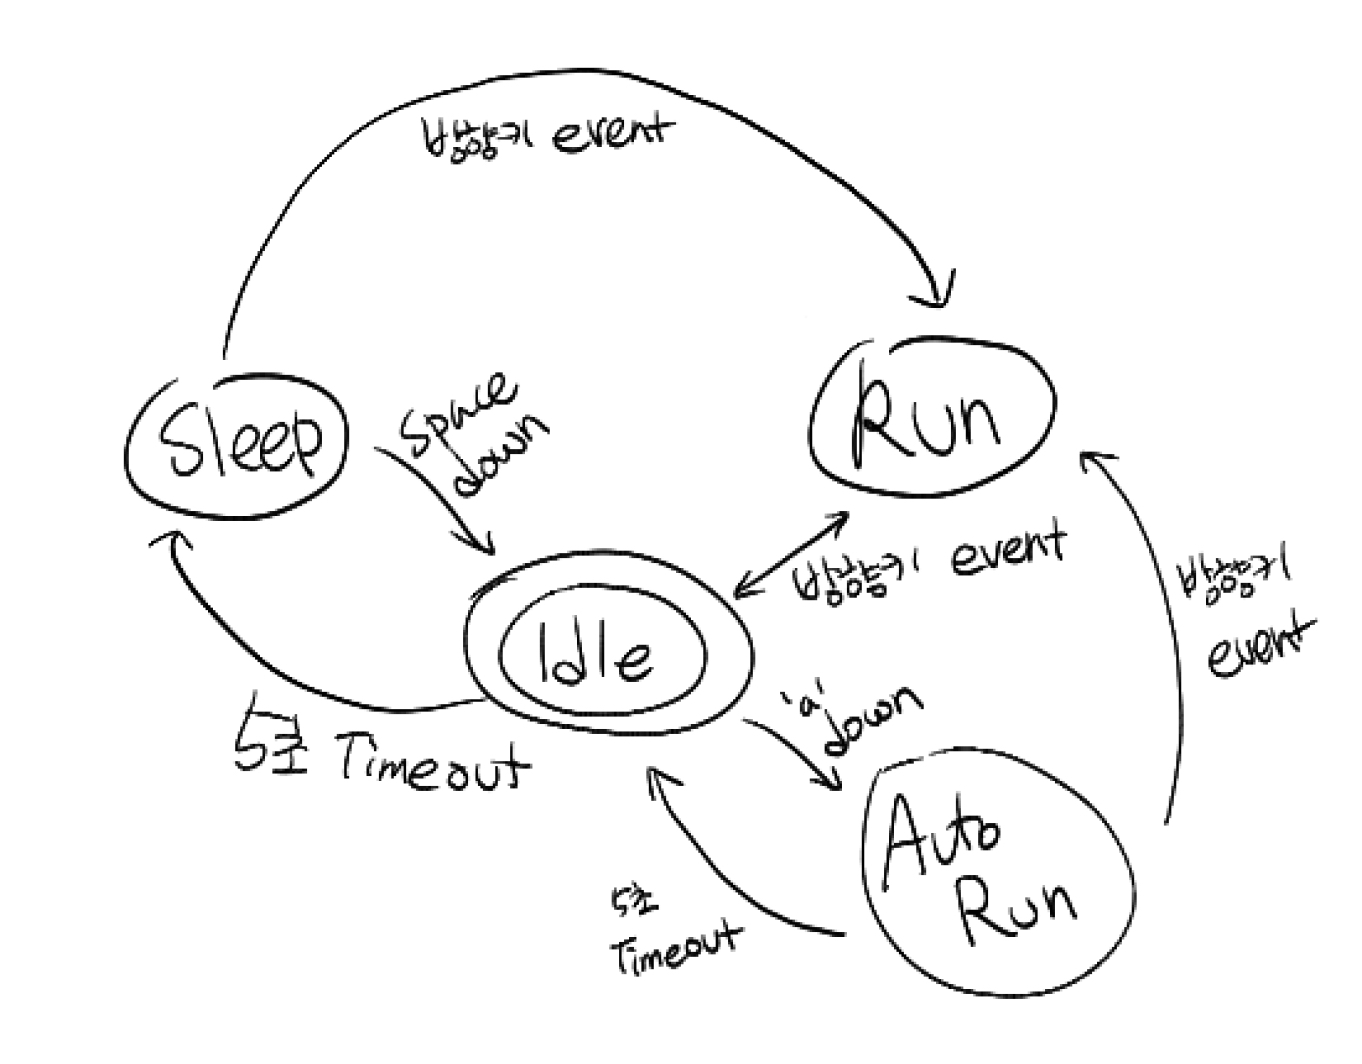 방향키 event
Sleep
Space
down
Run
방향키 event
방향키
event
Idle
'a'
down
5초 Timeout
Auto
Run
5초
Timeout